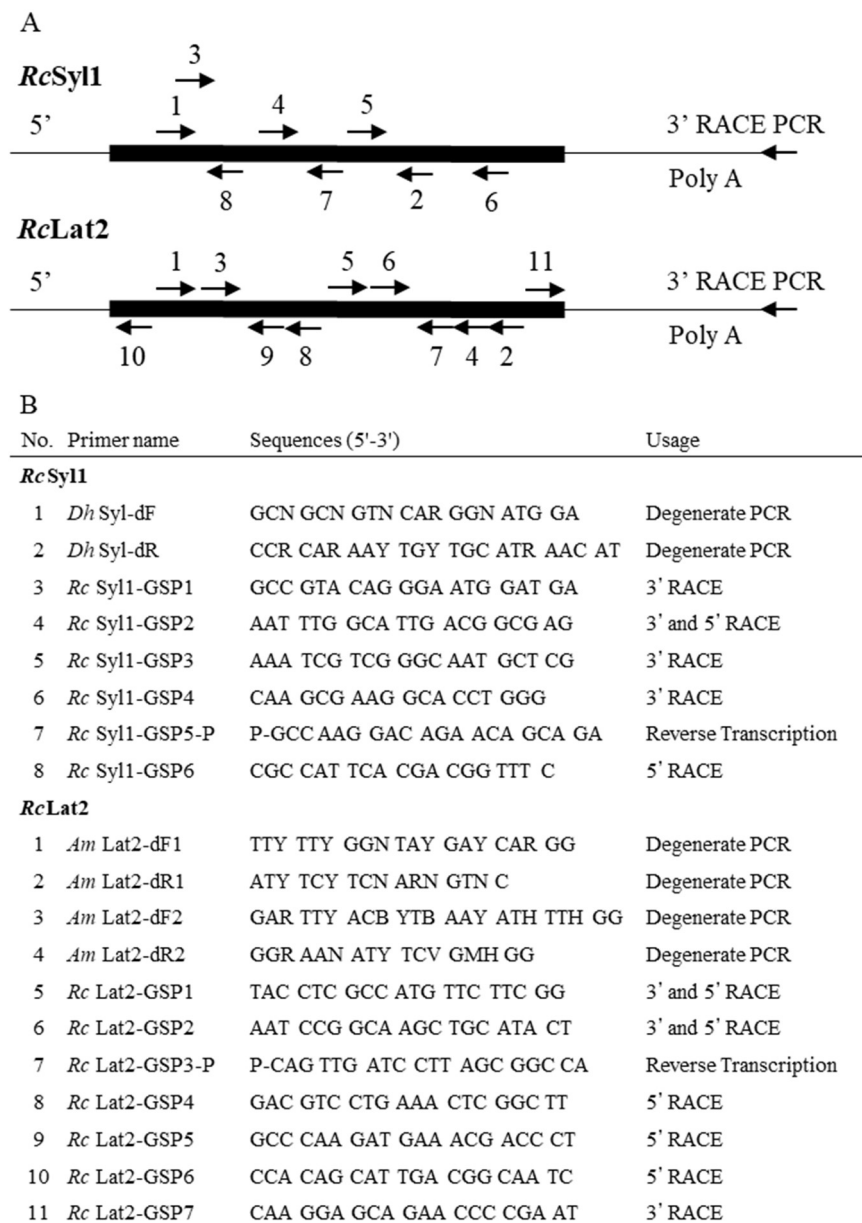 A
3
RcSyl1
1 4 5
5’ 3’ RACE PCR
Poly A
8 7 2 6
RcLat2
1 3 5 6 11
5’ 3’ RACE PCR
Poly A
10 9 8 7 4 2
B
No. Primer name Sequences (5'-3') Usage
RcSyl1
1 Dh Syl-dF GCN GCN GTN CAR GGN ATG GA Degenerate PCR
2 Dh Syl-dR CCR CAR AAY TGY TGC ATR AAC AT Degenerate PCR
3 Rc Syl1-GSP1 GCC GTA CAG GGA ATG GAT GA 3’ RACE
4 Rc Syl1-GSP2 AAT TTG GCA TTG ACG GCG AG 3’ and 5’ RACE
5 Rc Syl1-GSP3 AAA TCG TCG GGC AAT GCT CG 3’ RACE
6 Rc Syl1-GSP4 CAA GCG AAG GCA CCT GGG 3’ RACE
7 Rc Syl1-GSP5-P P-GCC AAG GAC AGA ACA GCA GA Reverse Transcription
8 Rc Syl1-GSP6 CGC CAT TCA CGA CGG TTT C 5’ RACE
RcLat2
1 Am Lat2-dF1 TTY TTY GGN TAY GAY CAR GG Degenerate PCR
2 Am Lat2-dR1 ATY TCY TCN ARN GTN C Degenerate PCR
3 Am Lat2-dF2 GAR TTY ACB YTB AAY ATH TTH GG Degenerate PCR
4 Am Lat2-dR2 GGR AAN ATY TCV GMH GG Degenerate PCR
5 Rc Lat2-GSP1 TAC CTC GCC ATG TTC TTC GG 3’ and 5’ RACE
6 Rc Lat2-GSP2 AAT CCG GCA AGC TGC ATA CT 3’ and 5’ RACE
7 Rc Lat2-GSP3-P P-CAG TTG ATC CTT AGC GGC CA Reverse Transcription
8 Rc Lat2-GSP4 GAC GTC CTG AAA CTC GGC TT 5’ RACE
9 Rc Lat2-GSP5 GCC CAA GAT GAA ACG ACC CT 5’ RACE
10 Rc Lat2-GSP6 CCA CAG CAT TGA CGG CAA TC 5’ RACE
11 Rc Lat2-GSP7 CAA GGA GCA GAA CCC CGA AT 3’ RACE